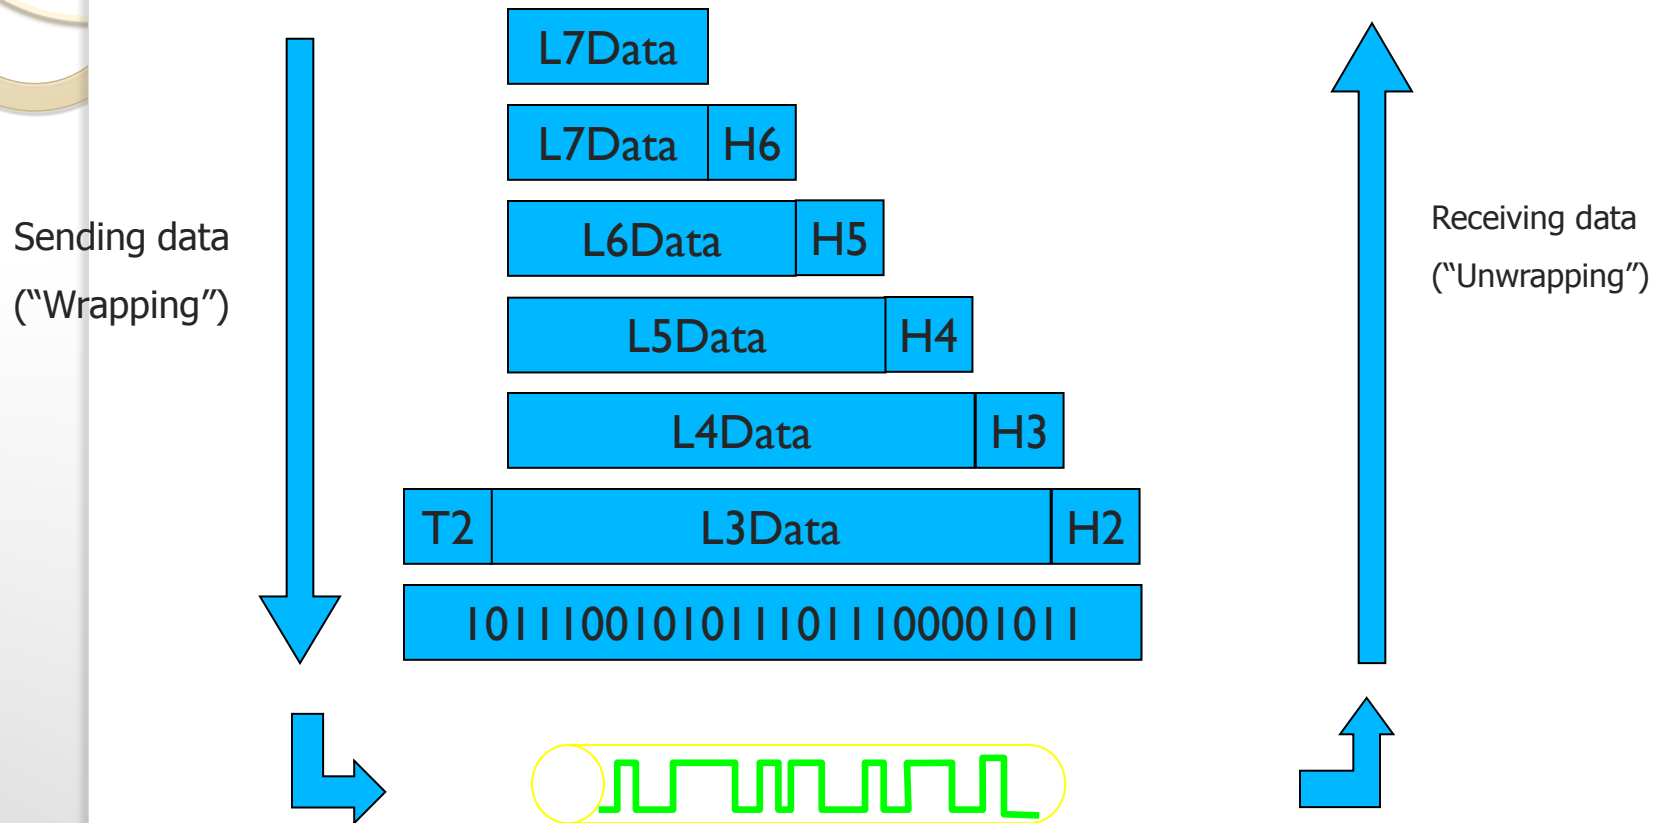 L7Data
L7Data H6
Sending data
("Wrapping")
L6Data H5
L5Data H4
L4Data H3
T2 L3Data H2
10111001010111011100001011
Receiving data
("Unwrapping")